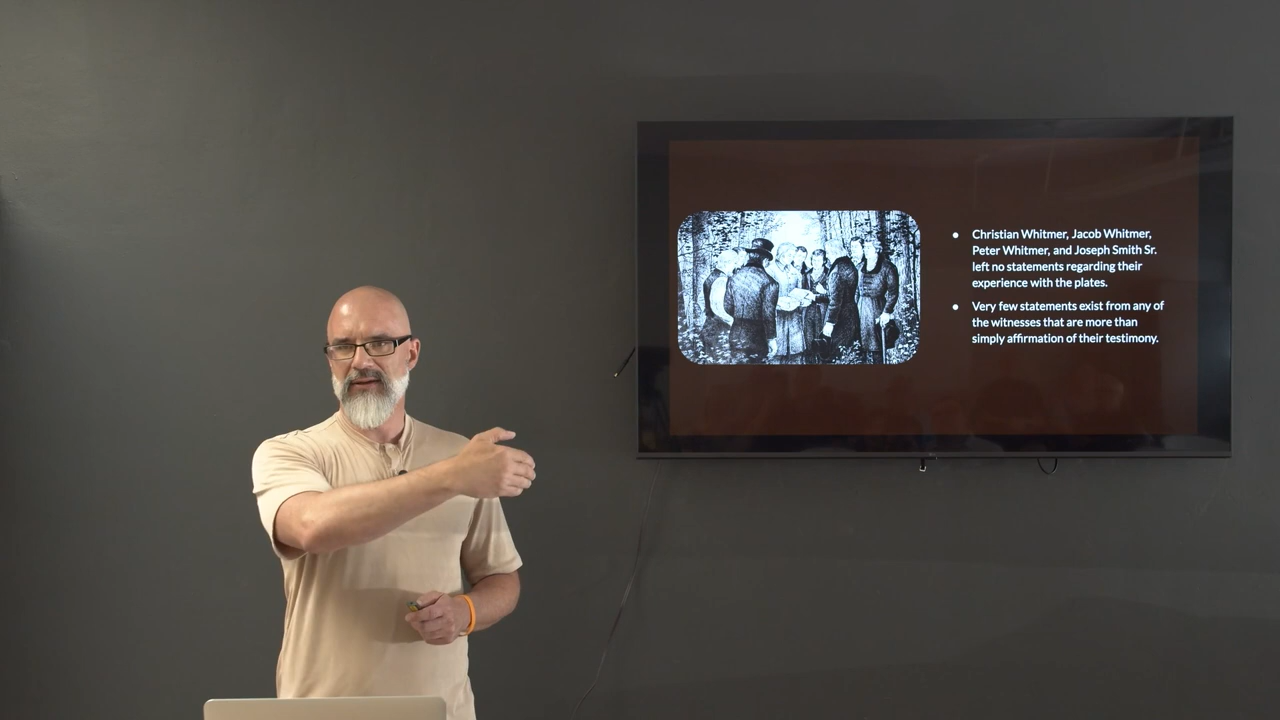 Christian Whitmer, Jacob Whitmer,
Peter Whitmer, and Joseph Smith Sr.
left no statements regarding their
experience with the plates.
Very few statements exist from any of
the witnesses that are more than
simply affirmation of their testimony.